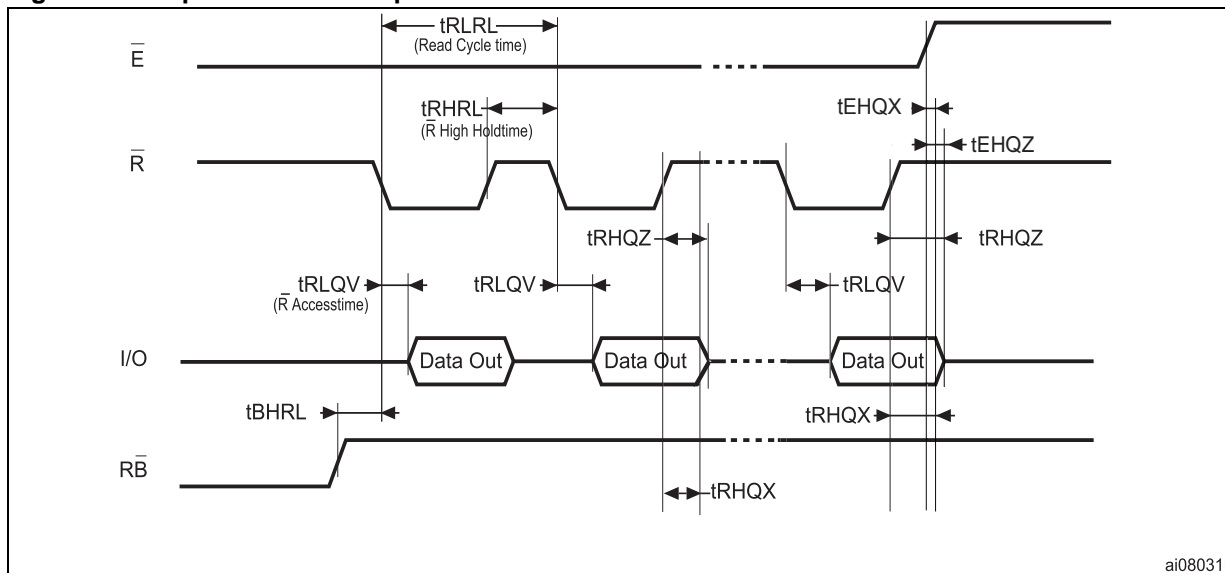 tRLRL
(Read Cycle time)
E̅
tRHRL
(R̅ High Holdtime)
tEHQX
tEHQZ
R̅
tRHQZ
tRHQZ
tRLQV
(R̅ Accesstime)
tRLQV
tRLQV
I/O
Data Out
Data Out
Data Out
tBHRL
tRHQX
RB̅
tRHQX
ai08031